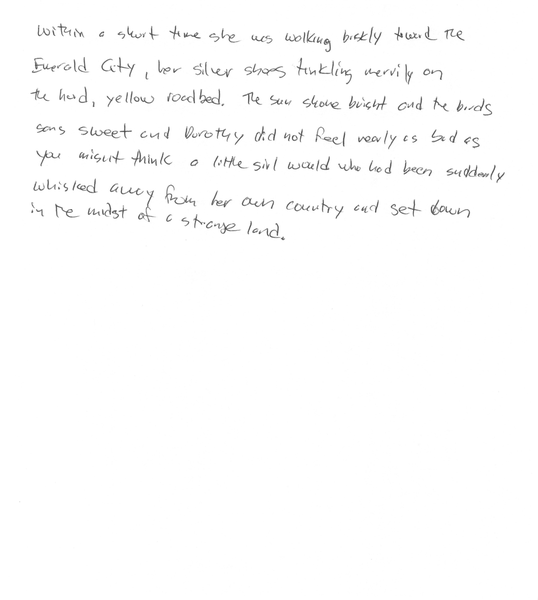 Within a short time she was walking briskly toward the
Emerald City, her silver shoes tinkling merrily on
the hard, yellow roadbed. The sun shone bright and the birds
sang sweet and Dorothy did not feel nearly as bad as
you might think a little girl would who had been suddenly
whisked away from her own country and set down
in the midst of a strange land.